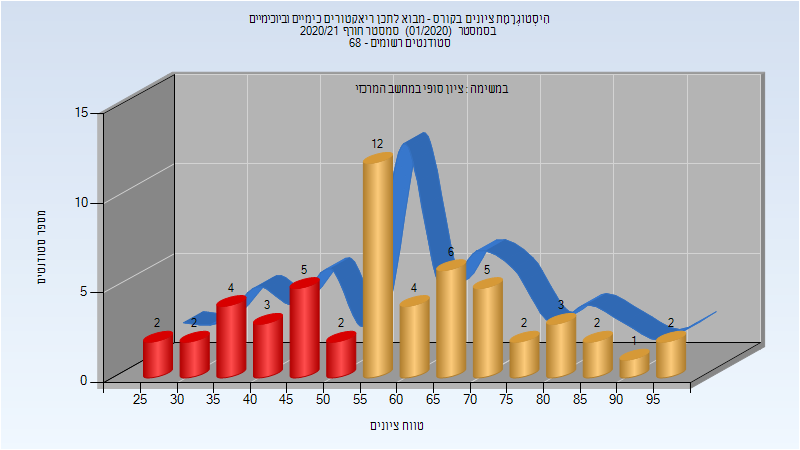 היסטוגרמת ציונים בקורס - מבוא לתכן ריאקטורים כימיים וביוכימיים
בסמסטר (01/2020) סמסטר חורף 2020/21
סטודנטים רשומים - 68
במשימה : ציון סופי במחשב המרכזי
15
10
5
0
מספר סטודנטים
2
2
4
3
5
2
12
4
6
5
2
3
2
1
2
25 30 35 40 45 50 55 60 65 70 75 80 85 90 95
טווח ציונים